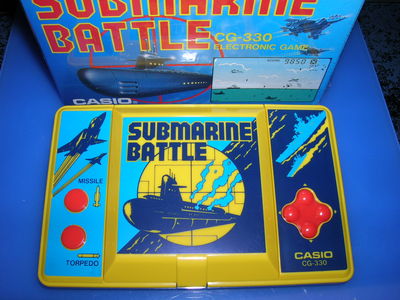 SUBMARINE
BATTLE
CG-330
ELECTRONIC GAME
CASIO
SUBMARINE
BATTLE
MISSILE
TORPEDO
CASIO
CG-330